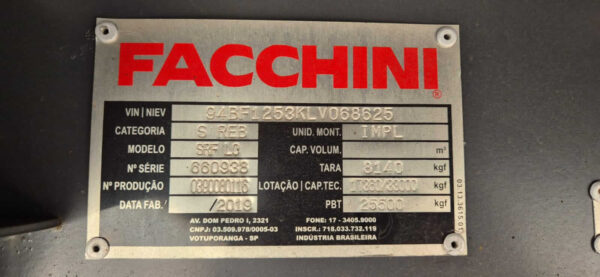 FACCHINI®
VIN | NIEV 94BF1253KLV068625
CATEGORIA S REB UNID. MONT. IMPL
MODELO SRF LG CAP. VOLUM. m³
Nº SÉRIE 660938 TARA 8140 kgf
Nº PRODUÇÃO LOTAÇÃO | CAP.TEC. kgf
DATA FAB. /2019 PBT 25500 kgf
AV. DOM PEDRO I, 2321 FONE: 17 - 3405.9000
CNPJ: 03.509.978/0005-03 INSCR.: 718.033.732.119
VOTUPORANGA - SP INDÚSTRIA BRASILEIRA